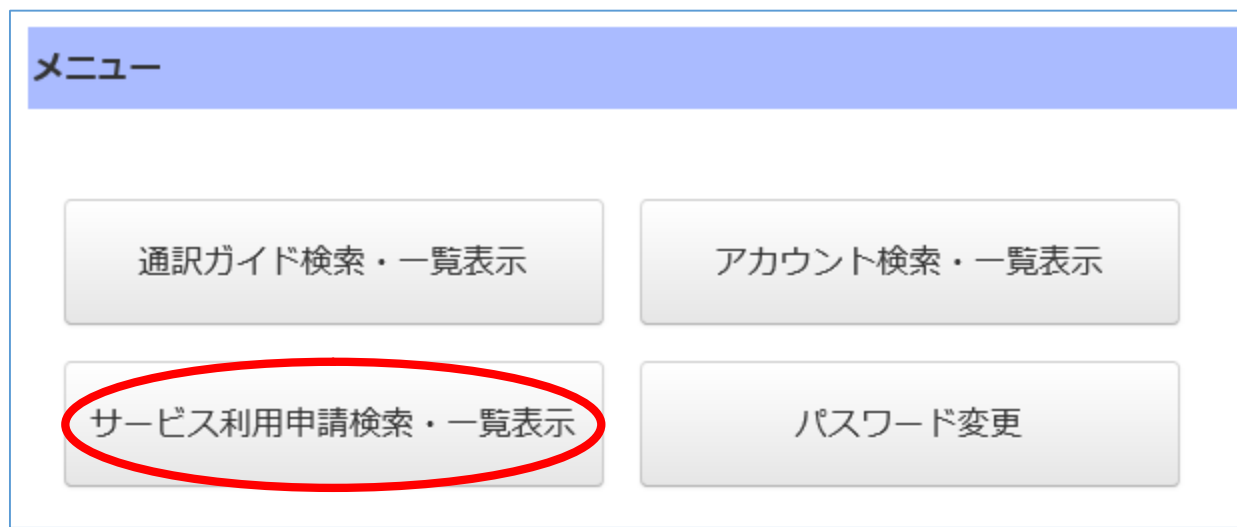 メニュー
通訳ガイド検索・一覧表示
アカウント検索・一覧表示
サービス利用申請検索・一覧表示
パスワード変更